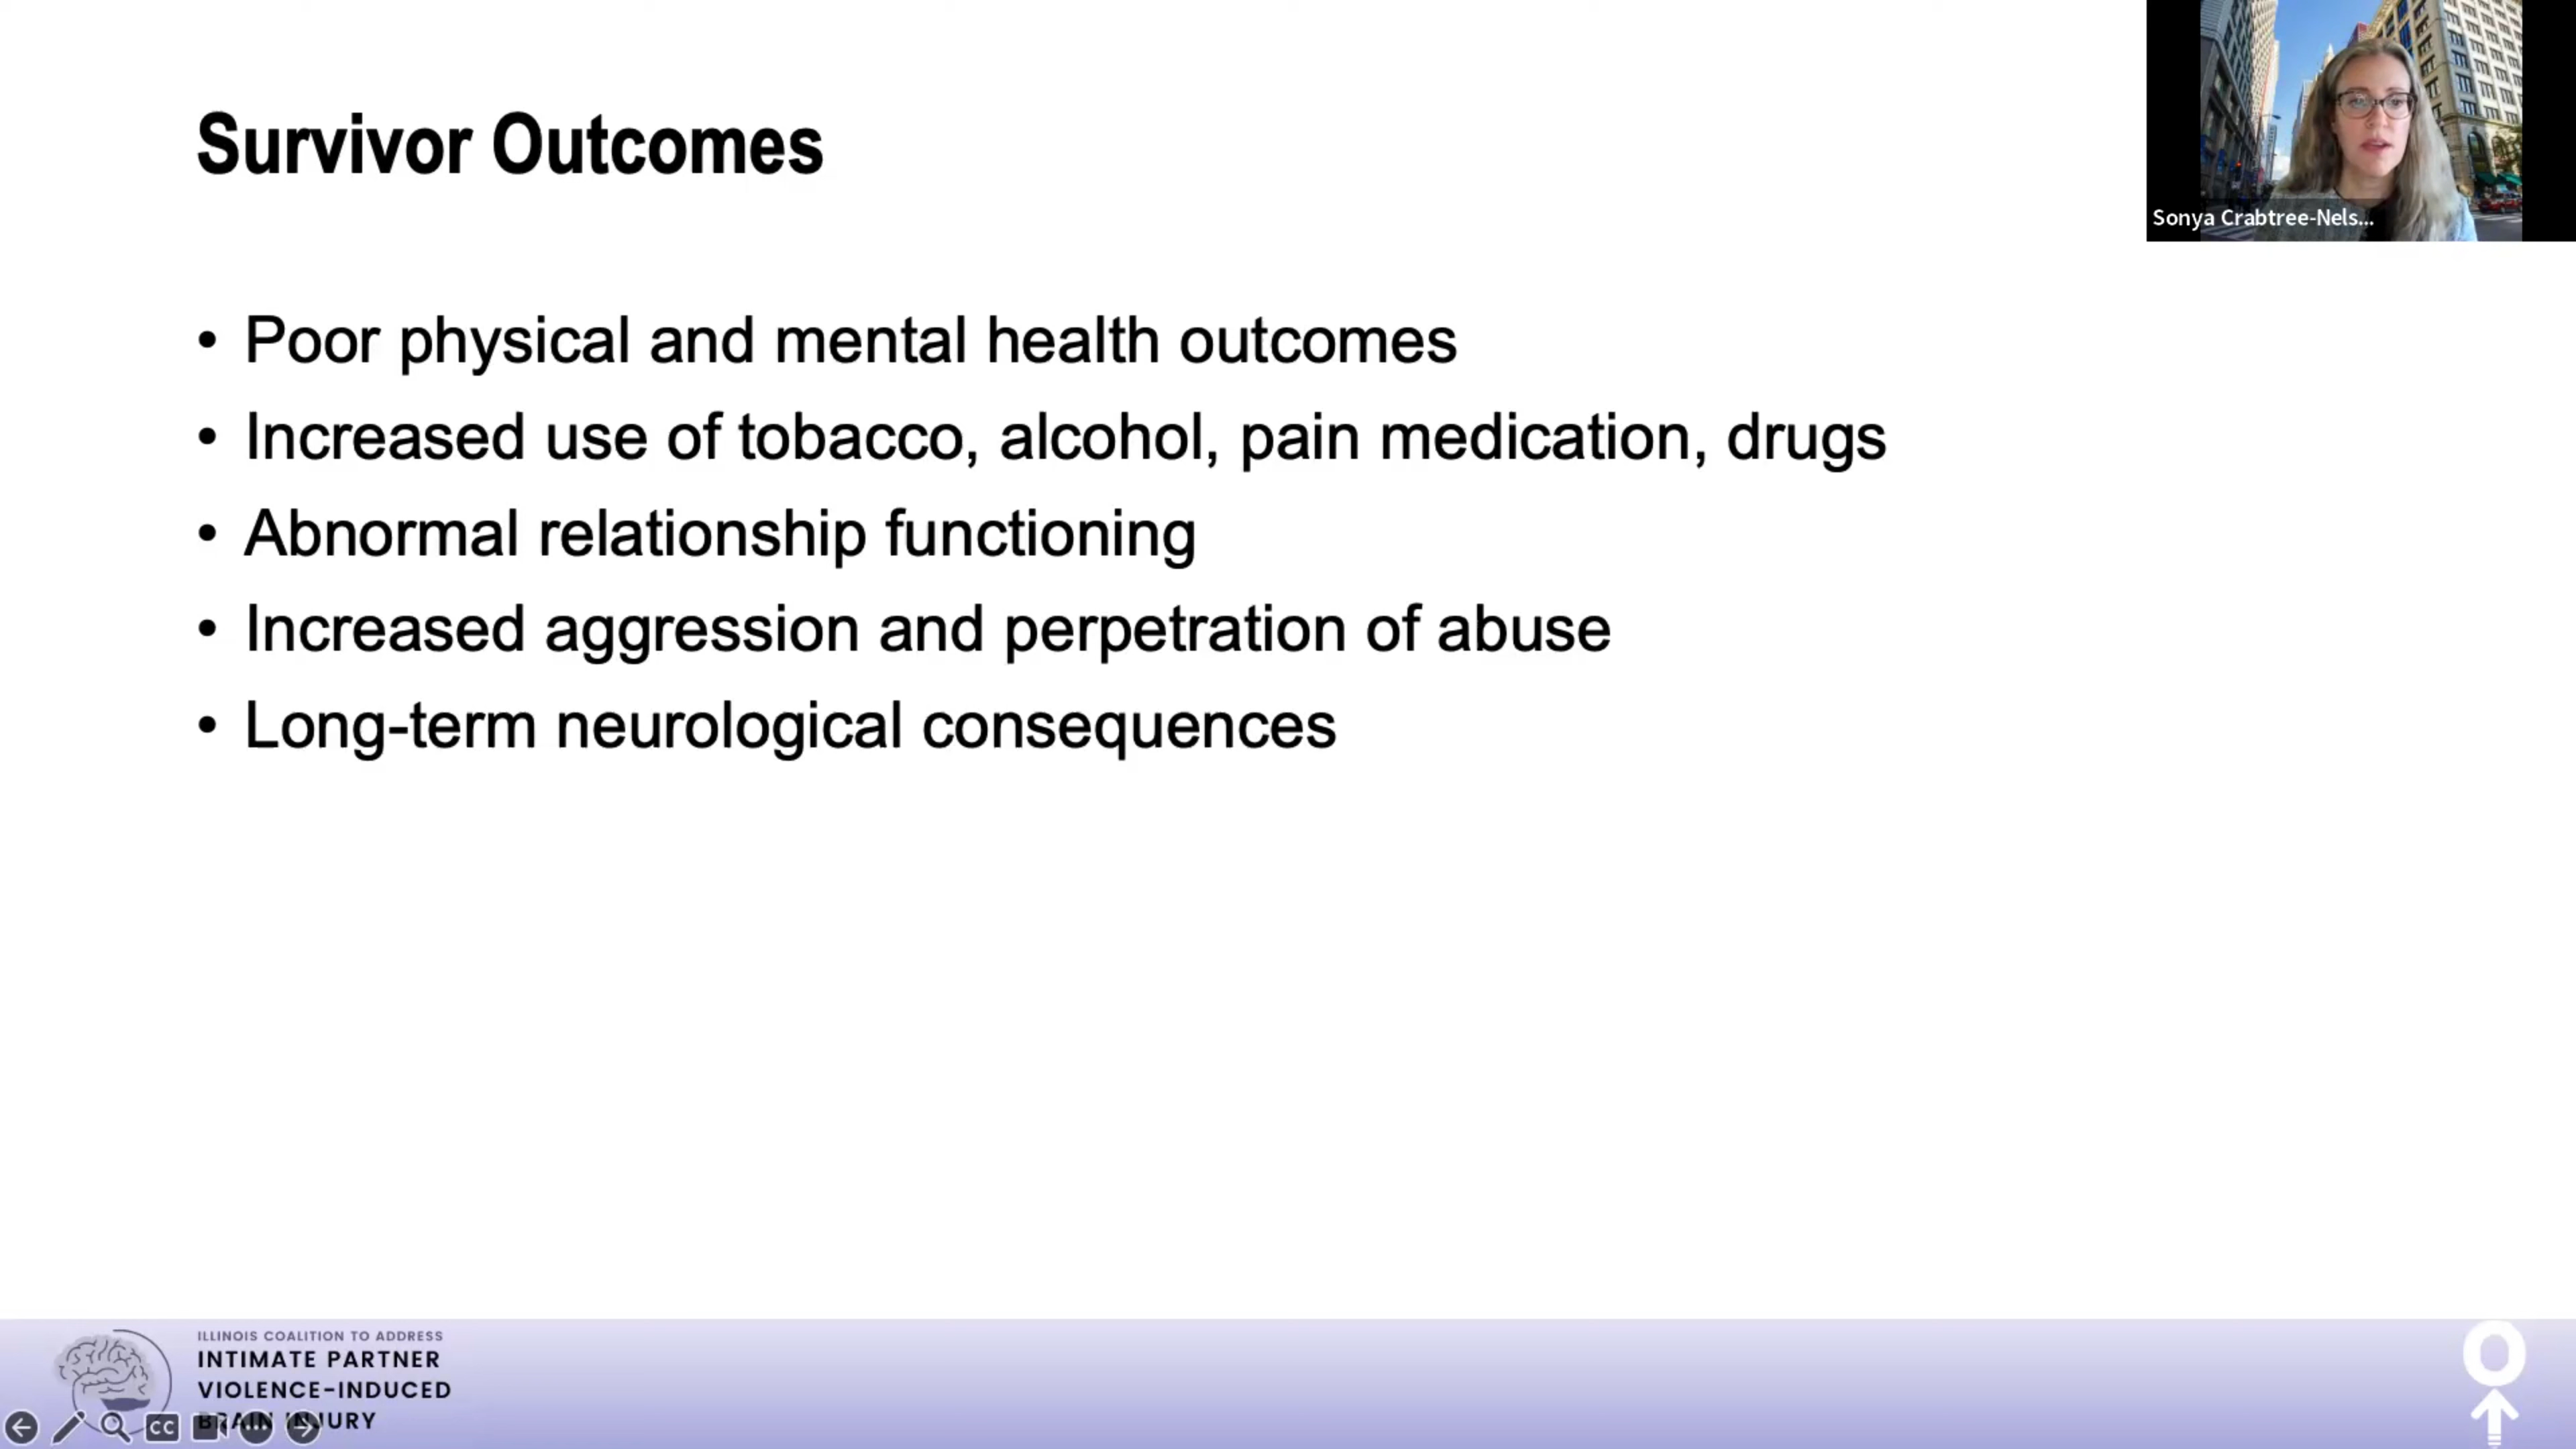 Survivor Outcomes
Sonya Crabtree-Nels...
• Poor physical and mental health outcomes
• Increased use of tobacco, alcohol, pain medication, drugs
• Abnormal relationship functioning
• Increased aggression and perpetration of abuse
• Long-term neurological consequences
ILLINOIS COALITION TO ADDRESS
INTIMATE PARTNER
VIOLENCE-INDUCED
BRAIN INJURY
CC